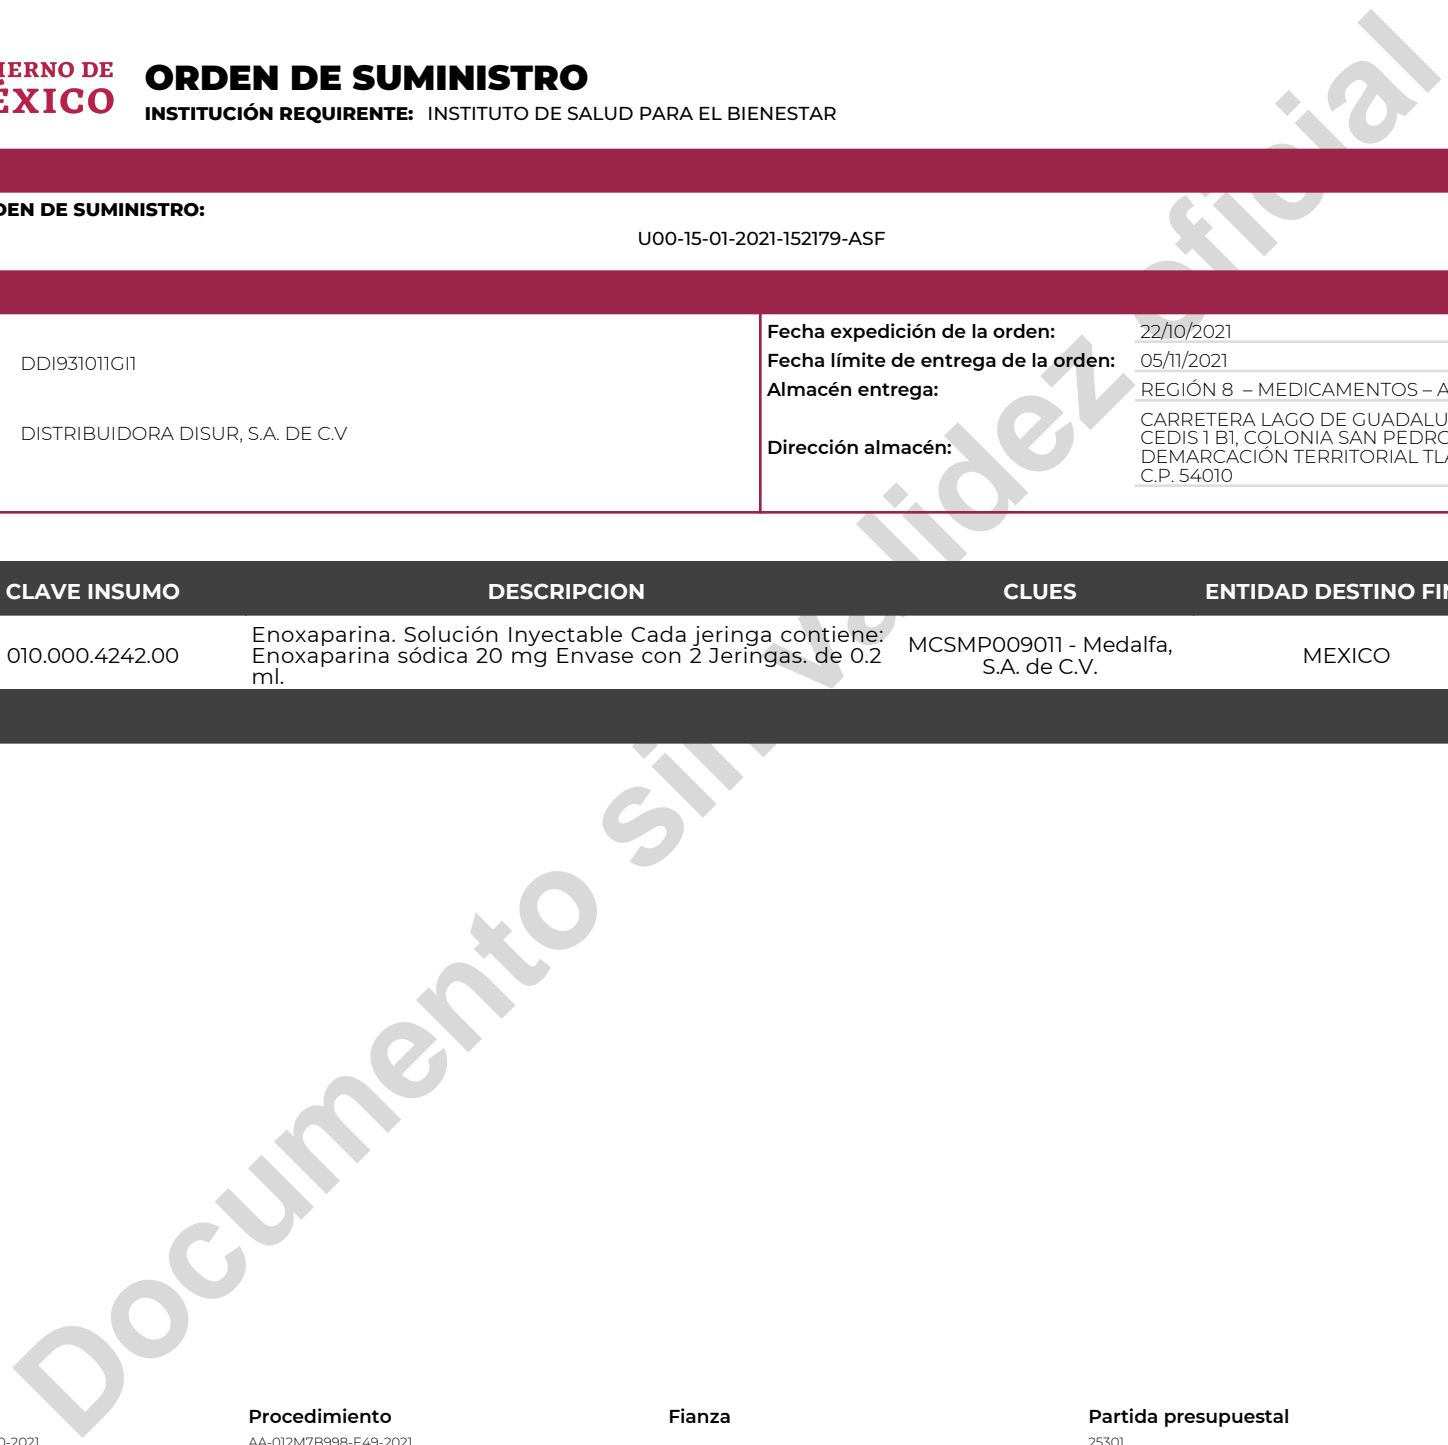 IERNO DE
ÉXICO
ORDEN DE SUMINISTRO
INSTITUCIÓN REQUIRENTE: INSTITUTO DE SALUD PARA EL BIENESTAR
DEN DE SUMINISTRO:
U00-15-01-2021-152179-ASF
DDI931011GI1
DISTRIBUIDORA DISUR, S.A. DE C.V
Fecha expedición de la orden: 22/10/2021
Fecha límite de entrega de la orden: 05/11/2021
Almacén entrega: REGIÓN 8 – MEDICAMENTOS – A
Dirección almacén:
CARRETERA LAGO DE GUADALU
CEDIS 1 B1, COLONIA SAN PEDRO
DEMARCACIÓN TERRITORIAL TLA
C.P. 54010
CLAVE INSUMO DESCRIPCION CLUES ENTIDAD DESTINO FIN
010.000.4242.00
Enoxaparina. Solución Inyectable Cada jeringa contiene:
Enoxaparina sódica 20 mg Envase con 2 Jeringas. de 0.2
ml.
MCSMP009011 - Medalfa,
S.A. de C.V.
MEXICO
Documento sin validez oficial
Procedimiento Fianza Partida presupuestal
0-2021 AA-012M7B998-E49-2021 25301